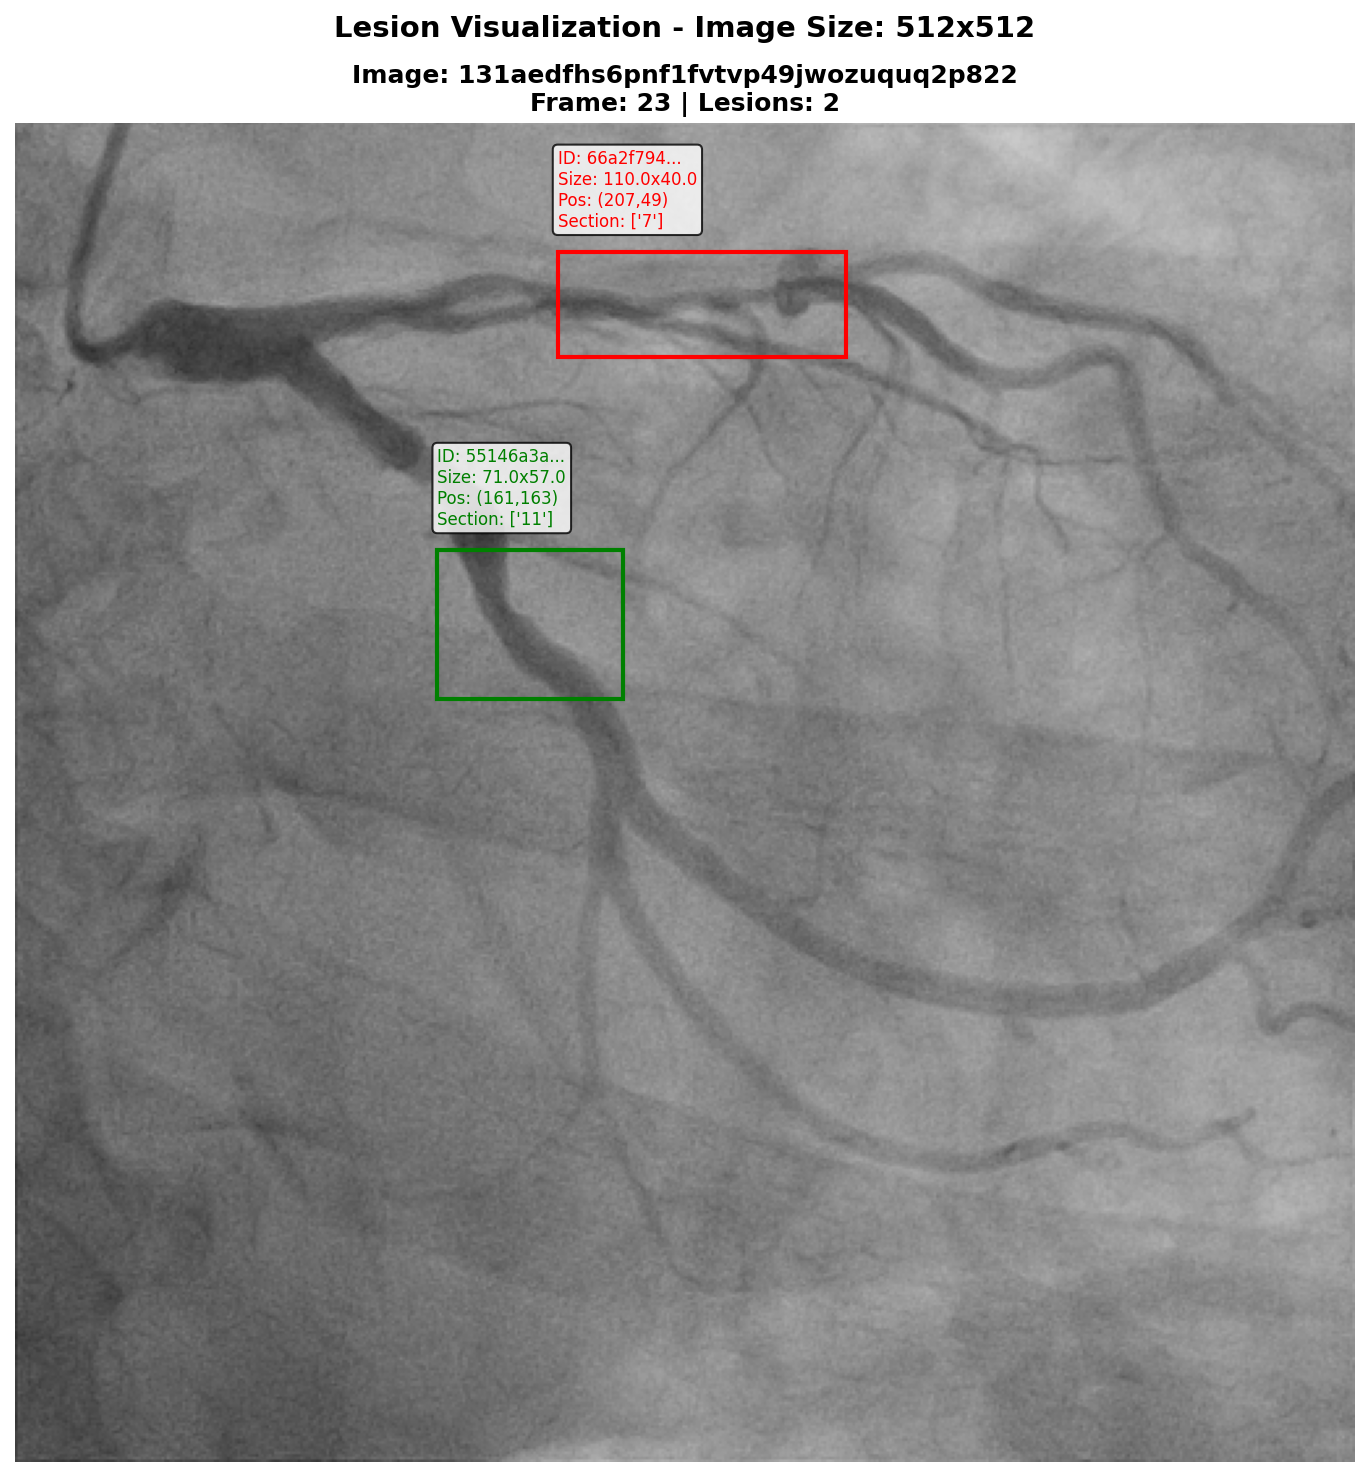 Lesion Visualization - Image Size: 512x512
Image: 131aedfhs6pnf1fvtvp49jwozuquq2p822
Frame: 23 | Lesions: 2
ID: 66a2f794...
Size: 110.0x40.0
Pos: (207,49)
Section: ['7']
ID: 55146a3a...
Size: 71.0x57.0
Pos: (161,163)
Section: ['11']